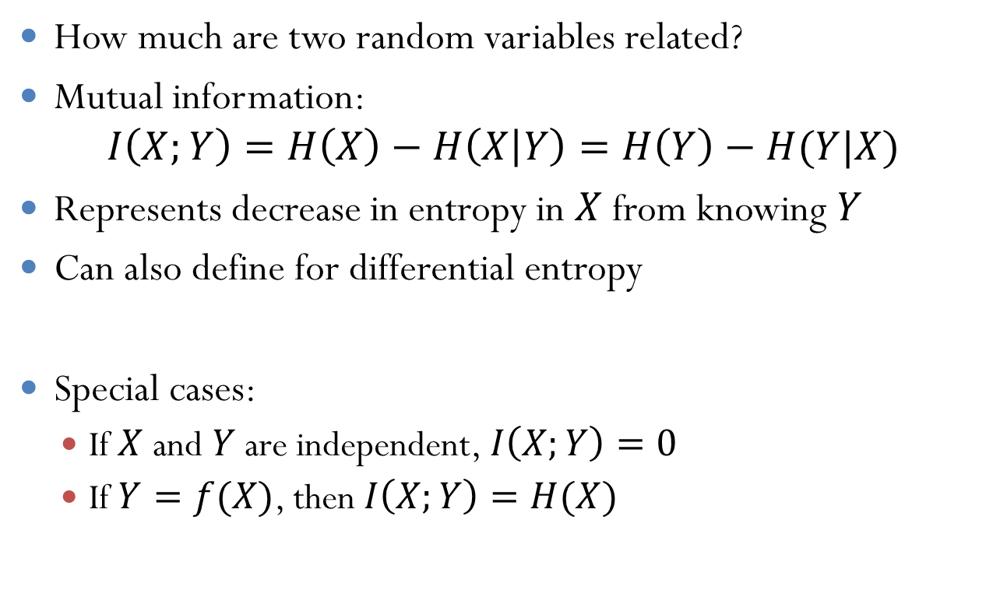 • How much are two random variables related?
• Mutual information:
I(X; Y) = H(X) − H(X|Y) = H(Y) − H(Y|X)
• Represents decrease in entropy in X from knowing Y
• Can also define for differential entropy
• Special cases:
• If X and Y are independent, I(X; Y) = 0
• If Y = f(X), then I(X; Y) = H(X)